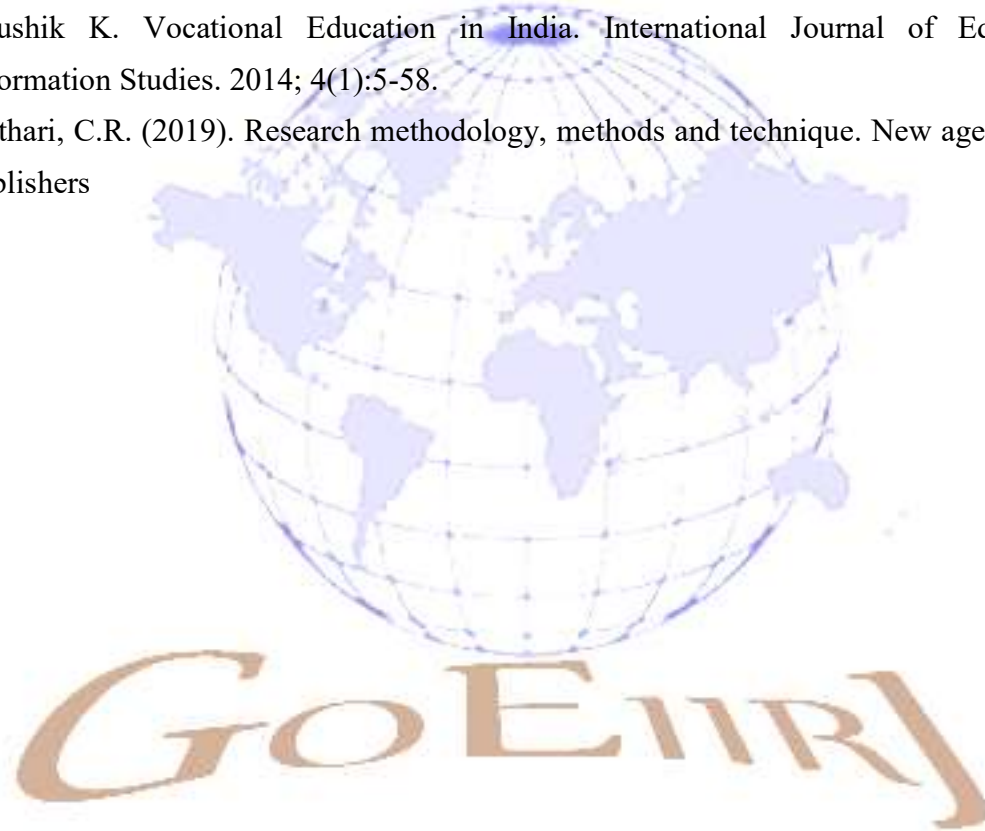 ushik K. Vocational Education in India. International Journal of Ed
ormation Studies. 2014; 4(1):5-58.
thari, C.R. (2019). Research methodology, methods and technique. New age
blishers
GOEIIRJ